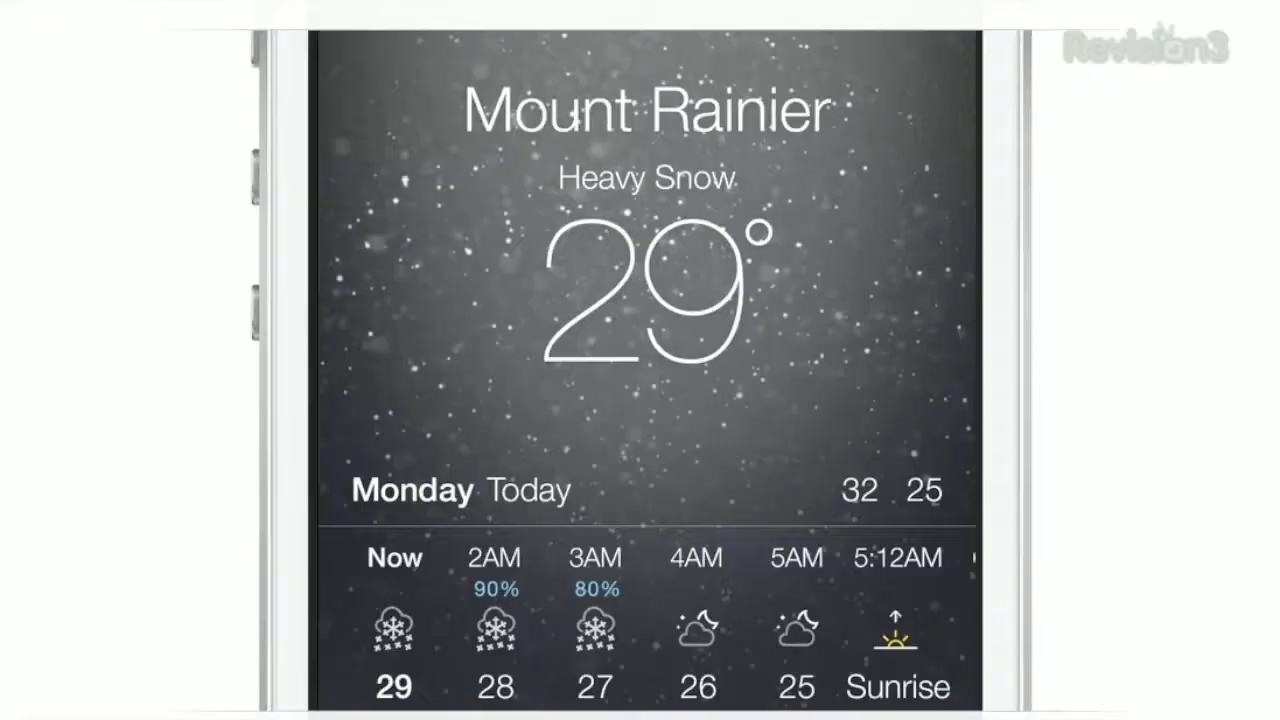 Revision3
Mount Rainier
Heavy Snow
29°
Monday Today 32 25
Now 2AM 3AM 4AM 5AM 5:12AM
90% 80%
29 28 27 26 25 Sunrise